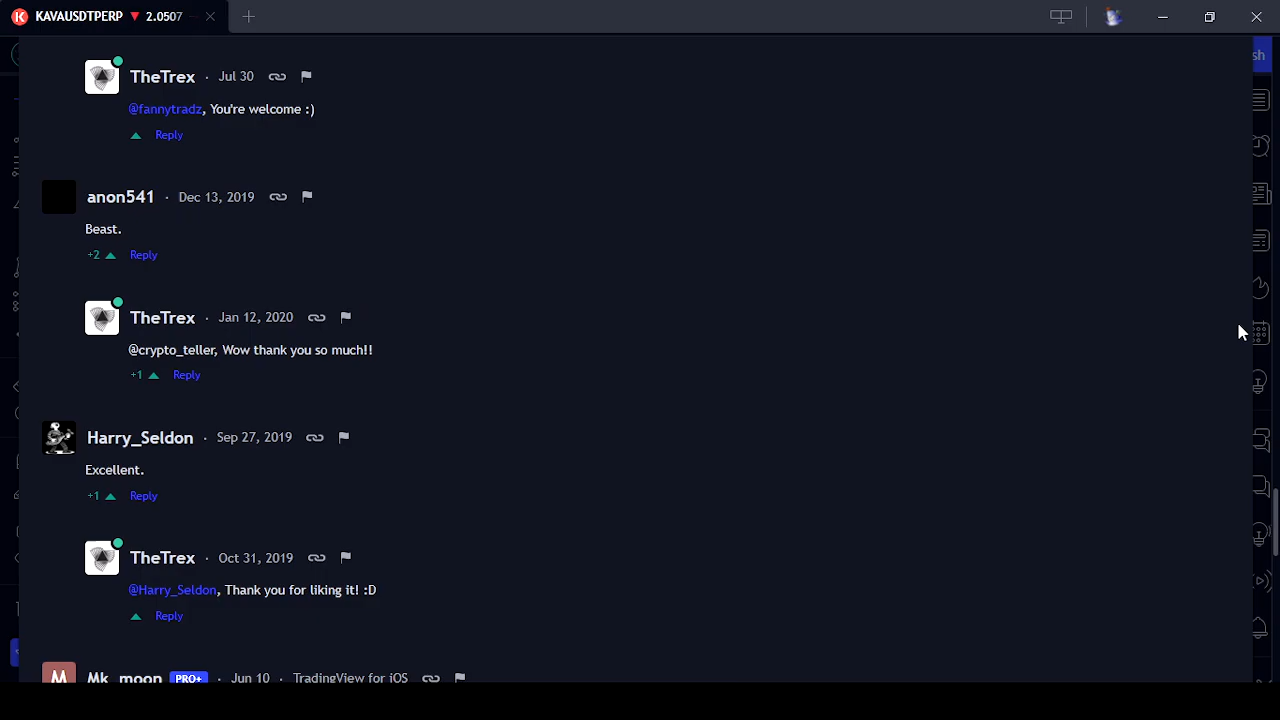 KAVAUSDTPERP 2.0507
sh
TheTrex · Jul 30
@fannytradz, You're welcome :)
Reply
anon541 · Dec 13, 2019
Beast.
+2 Reply
TheTrex · Jan 12, 2020
@crypto_teller, Wow thank you so much!!
+1 Reply
Harry_Seldon · Sep 27, 2019
Excellent.
+1 Reply
TheTrex · Oct 31, 2019
@Harry_Seldon, Thank you for liking it! :D
Reply
M Mk_moon PRO+ · Jun 10 · TradingView for iOS